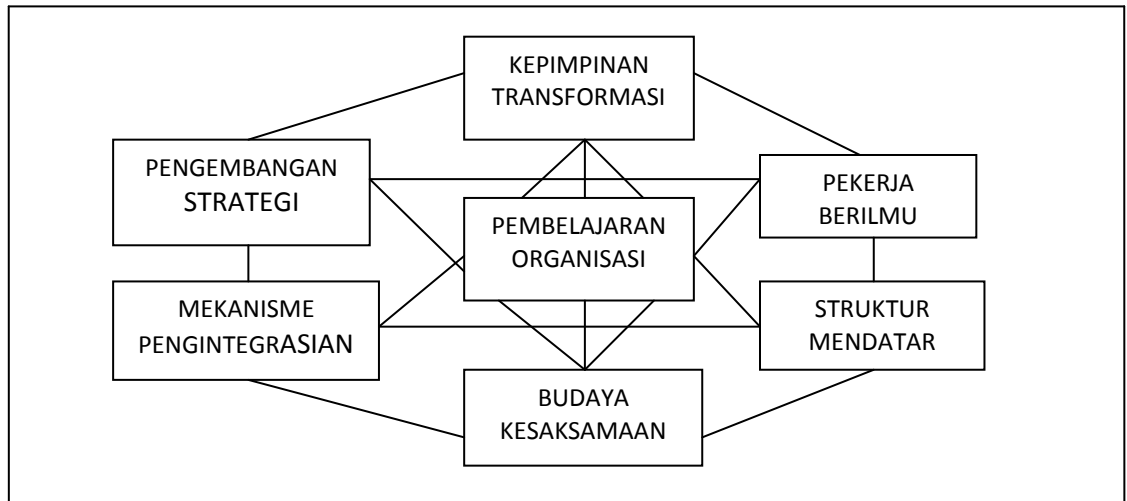 KEPIMPINAN
TRANSFORMASI
PENGEMBANGAN
STRATEGI
PEKERJA
BERILMU
PEMBELAJARAN
ORGANISASI
MEKANISME
PENGINTEGRASIAN
STRUKTUR
MENDATAR
BUDAYA
KESAKSAMAAN